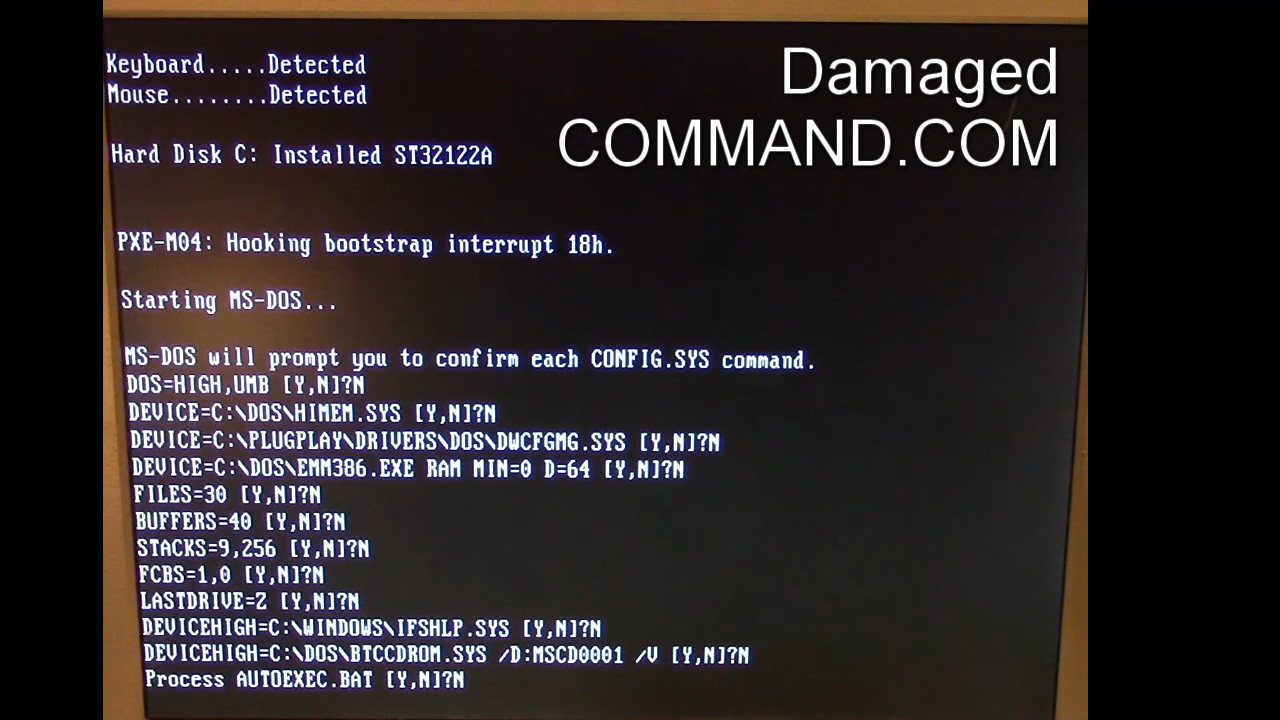 Damaged
COMMAND.COM
Keyboard.....Detected
Mouse........Detected
Hard Disk C: Installed ST32122A
PXE-M04: Hooking bootstrap interrupt 18h.
Starting MS-DOS...
MS-DOS will prompt you to confirm each CONFIG.SYS command.
DOS=HIGH,UMB [Y,N]?N
DEVICE=C:\DOS\HIMEM.SYS [Y,N]?N
DEVICE=C:\PLUGPLAY\DRIVERS\DOS\DWCFGMG.SYS [Y,N]?N
DEVICE=C:\DOS\EMM386.EXE RAM MIN=0 D=64 [Y,N]?N
FILES=30 [Y,N]?N
BUFFERS=40 [Y,N]?N
STACKS=9,256 [Y,N]?N
FCBS=1,0 [Y,N]?N
LASTDRIVE=Z [Y,N]?N
DEVICEHIGH=C:\WINDOWS\IFSHLP.SYS [Y,N]?N
DEVICEHIGH=C:\DOS\BTCCDROM.SYS /D:MSCD0001 /V [Y,N]?N
Process AUTOEXEC.BAT [Y,N]?N